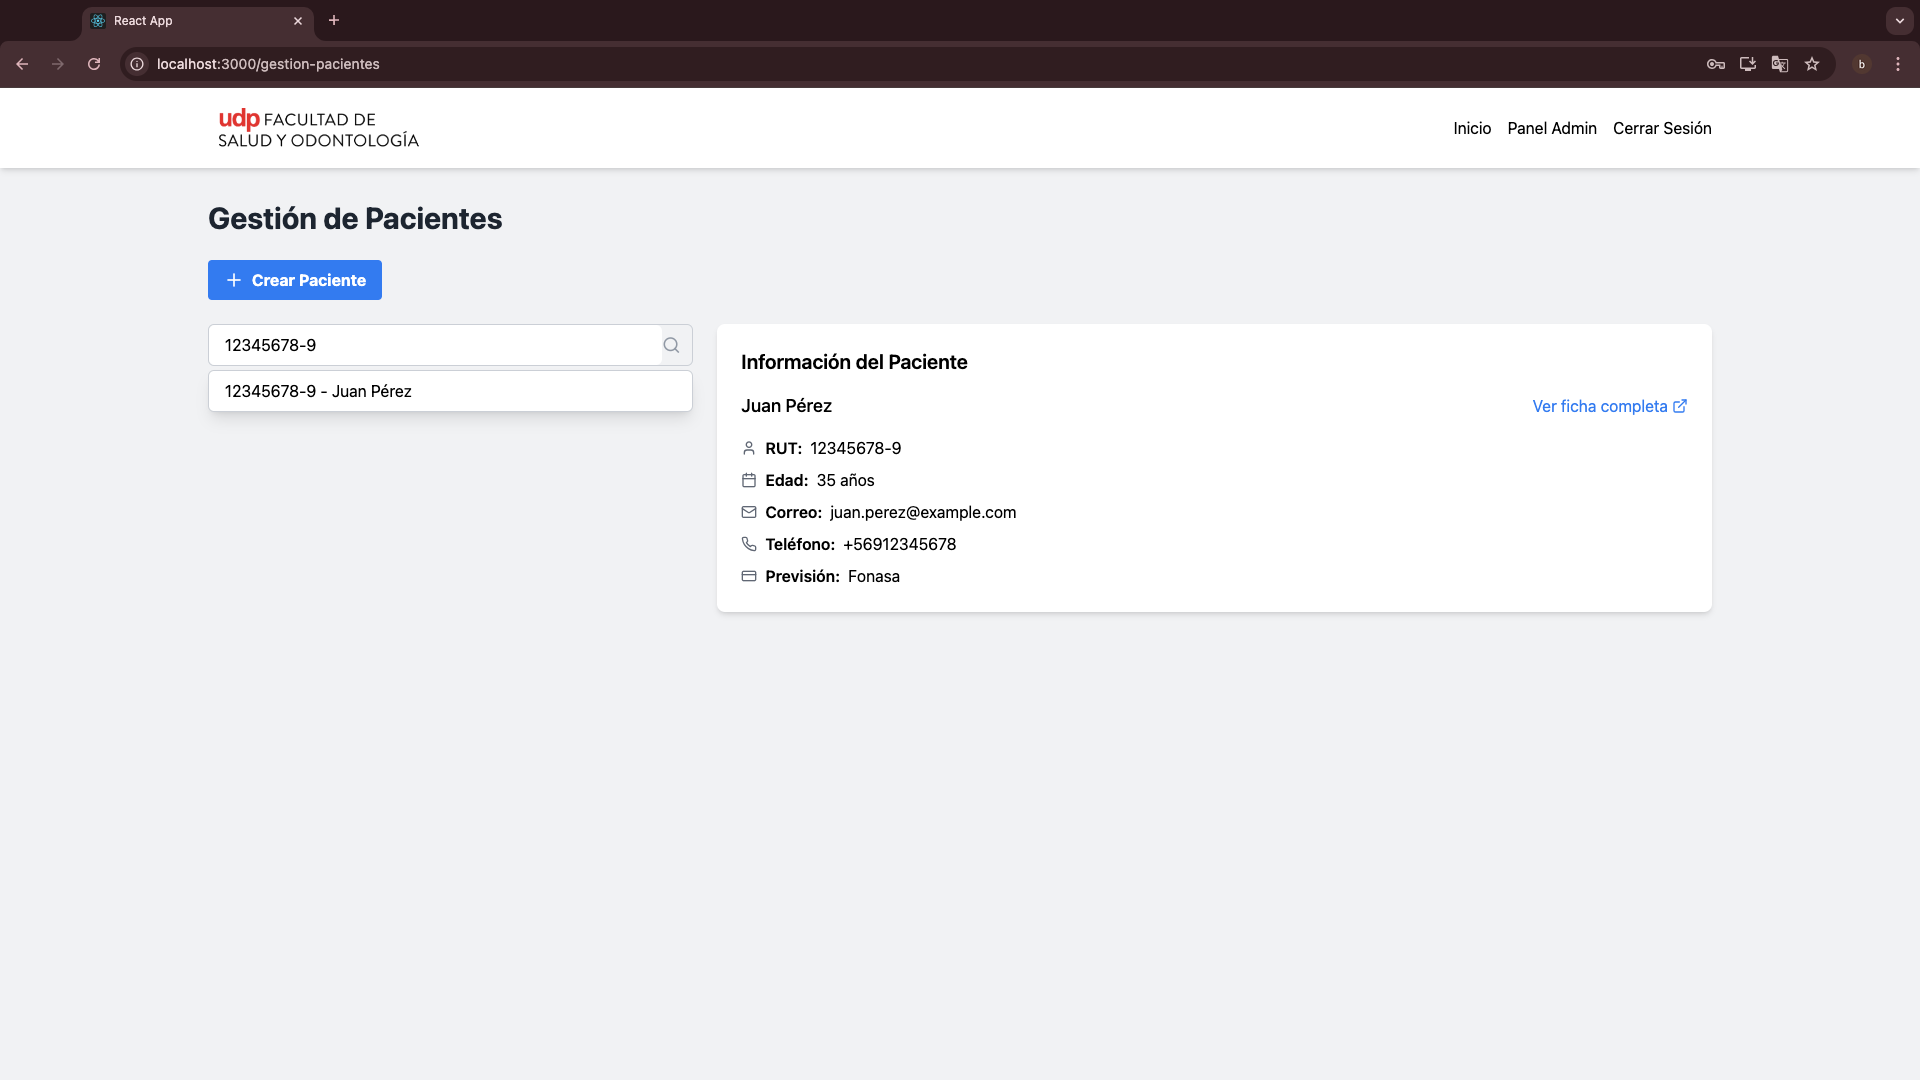 React App
localhost:3000/gestion-pacientes
b
udp FACULTAD DE
SALUD Y ODONTOLOGÍA
Inicio Panel Admin Cerrar Sesión
Gestión de Pacientes
Crear Paciente
12345678-9
12345678-9 - Juan Pérez
Información del Paciente
Juan Pérez
Ver ficha completa
RUT: 12345678-9
Edad: 35 años
Correo: juan.perez@example.com
Teléfono: +56912345678
Previsión: Fonasa